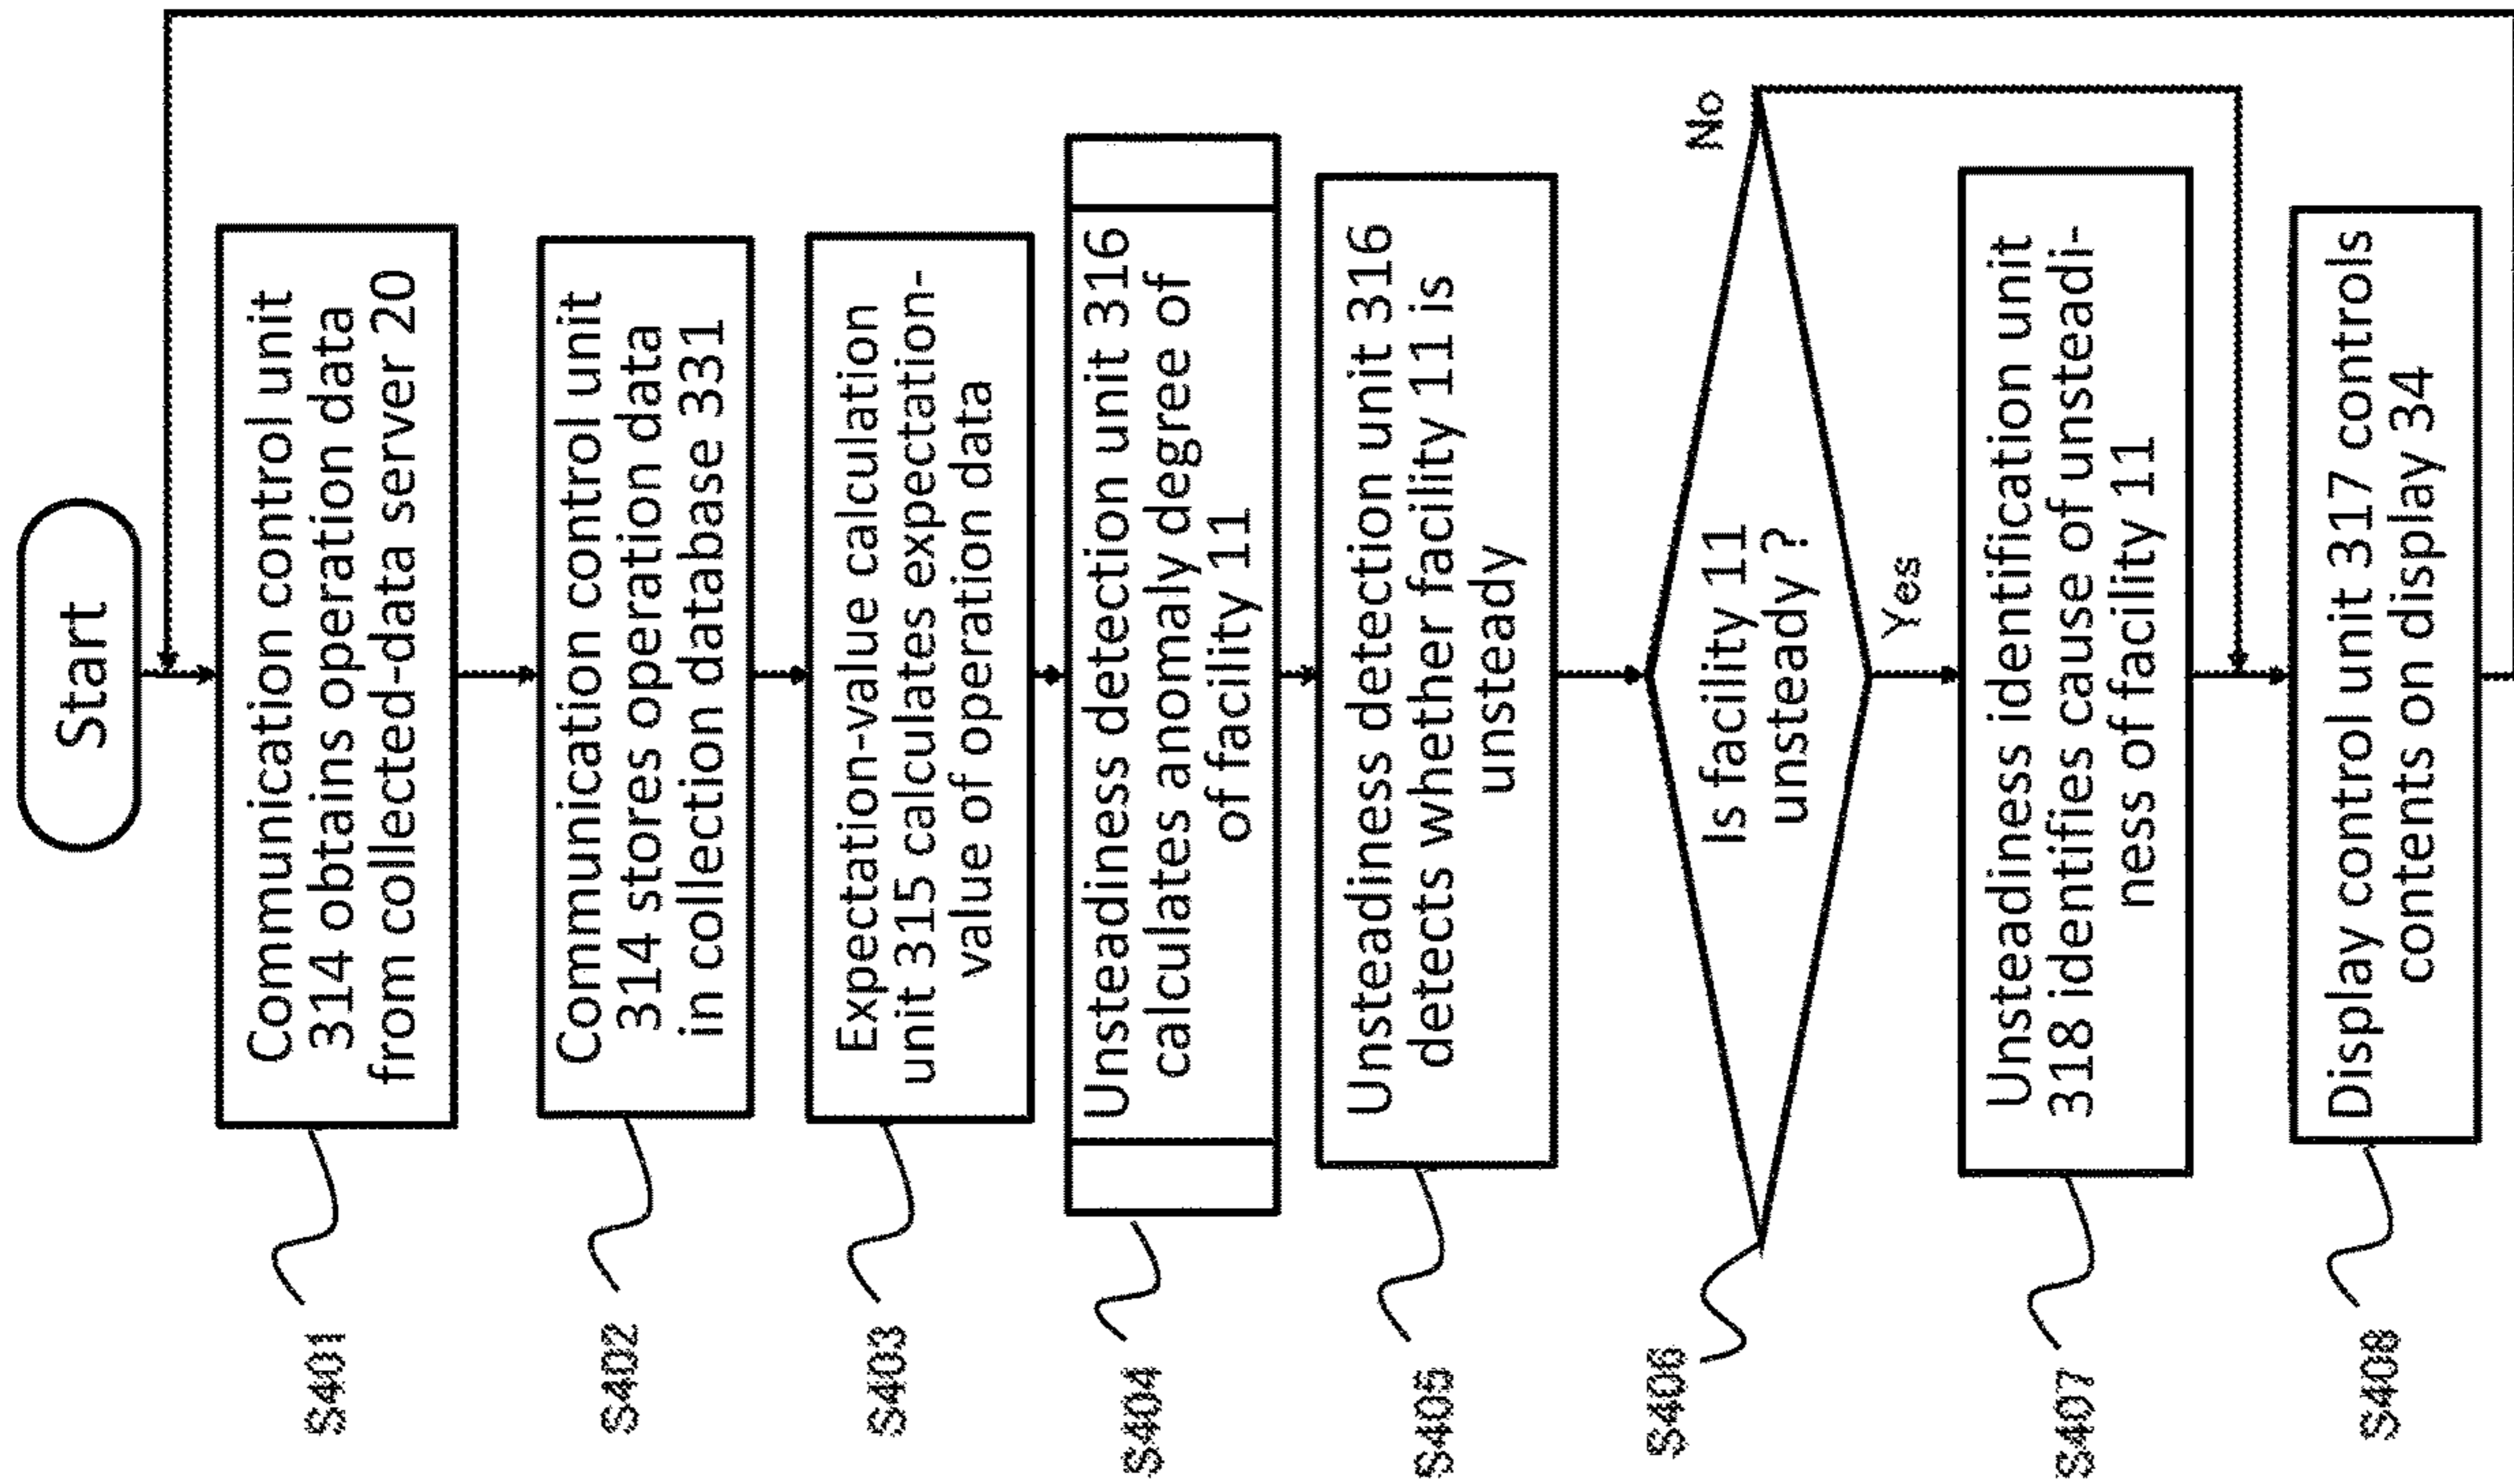 Start
S401
Communication control unit
314 obtains operation data
from collected-data server 20
S402
Communication control unit
314 stores operation data
in collection database 331
S403
Expectation-value calculation
unit 315 calculates expectation-
value of operation data
S404
Unsteadiness detection unit 316
calculates anomaly degree of
of facility 11
S405
Unsteadiness detection unit 316
detects whether facility 11 is
unsteady
S406
Is facility 11
unsteady ?
No
Yes
S407
Unsteadiness identification unit
318 identifies cause of unsteadi-
ness of facility 11
S408
Display control unit 317 controls
contents on display 34